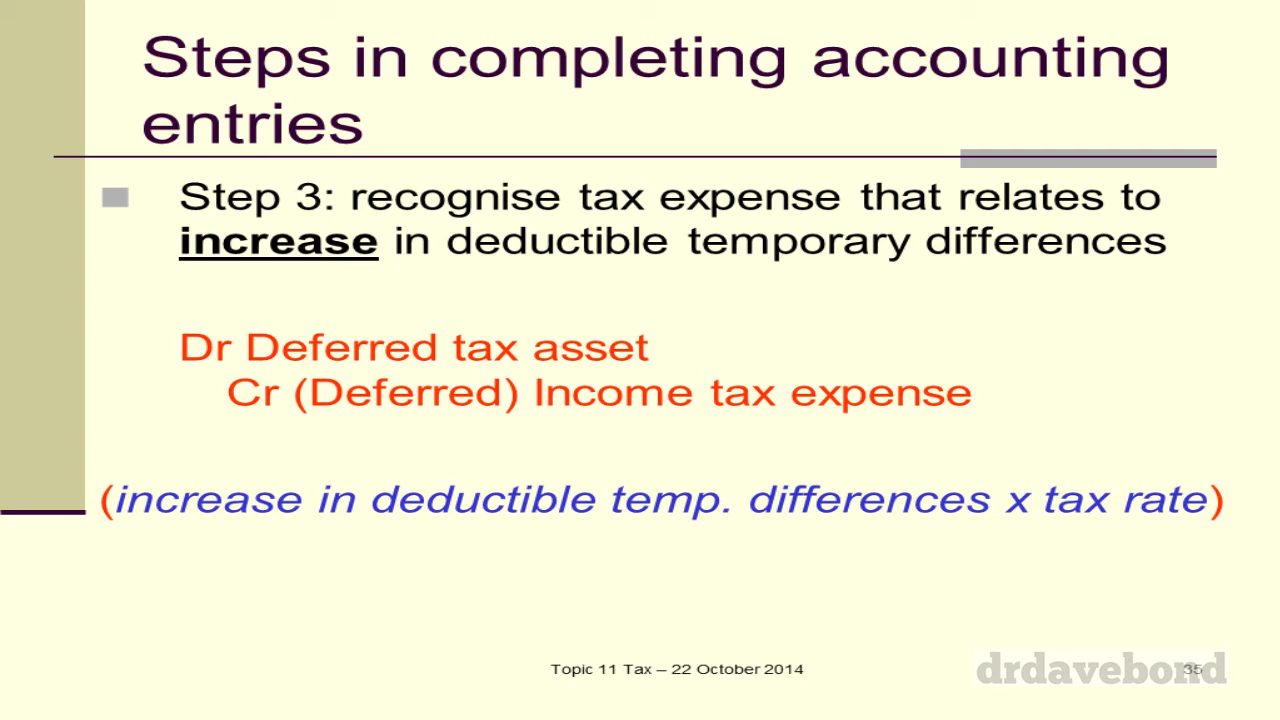 Steps in completing accounting
entries
Step 3: recognise tax expense that relates to
increase in deductible temporary differences
Dr Deferred tax asset
Cr (Deferred) Income tax expense
(increase in deductible temp. differences x tax rate)
Topic 11 Tax – 22 October 2014
drdavebond
35